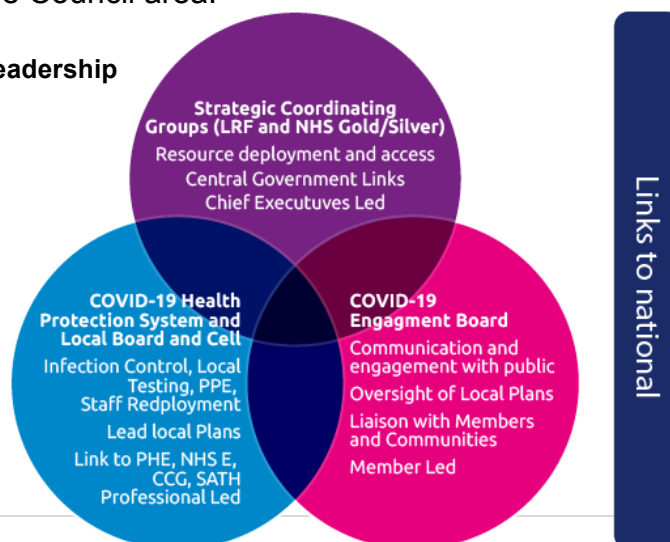 Council area.
eadership
Strategic Coordinating
Groups (LRF and NHS Gold/Silver)
Resource deployment and access
Central Government Links
Chief Executuves Led
COVID-19 Health
Protection System and
Local Board and Cell
Infection Control, Local
Testing, PPE,
Staff Redployment
Lead local Plans
Link to PHE, NHS E,
CCG, SATH
Professional Led
COVID-19
Engagment Board
Communication and
engagement with public
Oversight of Local Plans
Liaison with Members
and Communities
Member Led
Links to national